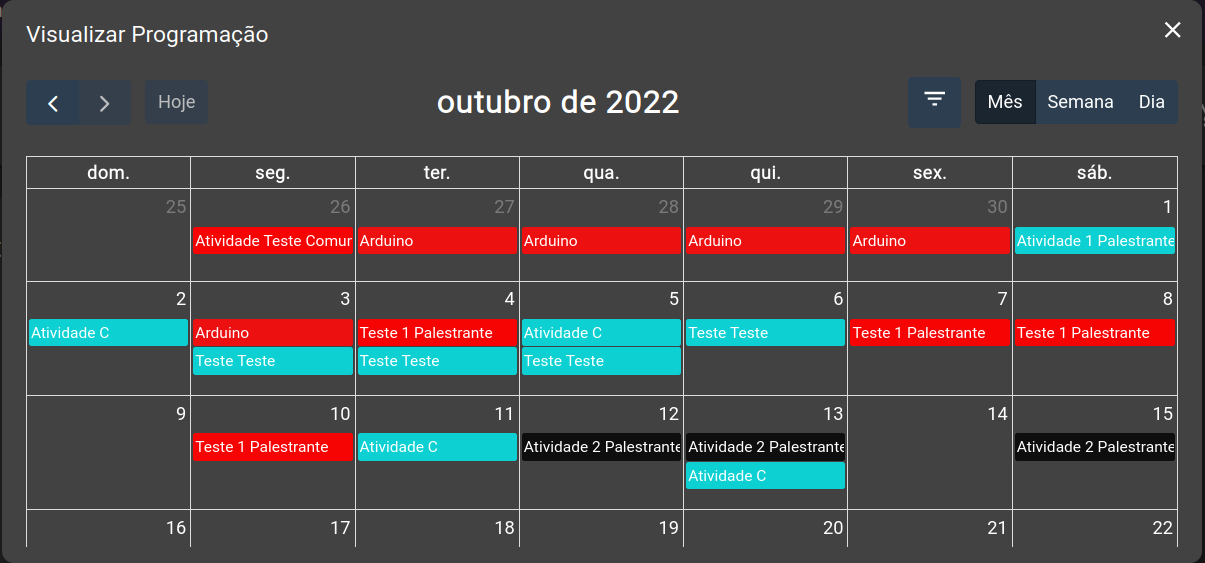 Visualizar Programação
Hoje
outubro de 2022
Mês Semana Dia
dom. seg. ter. qua. qui. sex. sáb.
25 26 27 28 29 30 1
Atividade Teste Comur Arduino Arduino Arduino Arduino Atividade 1 Palestrante
2 3 4 5 6 7 8
Atividade C Arduino Teste 1 Palestrante Atividade C Teste Teste Teste 1 Palestrante Teste 1 Palestrante
Teste Teste Teste Teste Teste Teste
9 10 11 12 13 14 15
Teste 1 Palestrante Atividade C Atividade 2 Palestrante Atividade 2 Palestrante Atividade 2 Palestrante
Atividade C
16 17 18 19 20 21 22